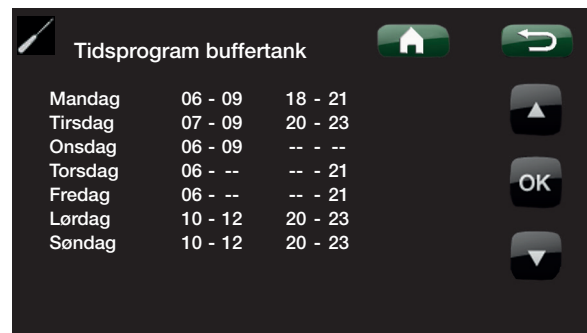 Tidsprogram buffertank
Mandag 06 - 09 18 - 21
Tirsdag 07 - 09 20 - 23
Onsdag 06 - 09 -- - --
Torsdag 06 - -- -- - 21
Fredag 06 - -- -- - 21
Lørdag 10 - 12 20 - 23
Søndag 10 - 12 20 - 23
OK